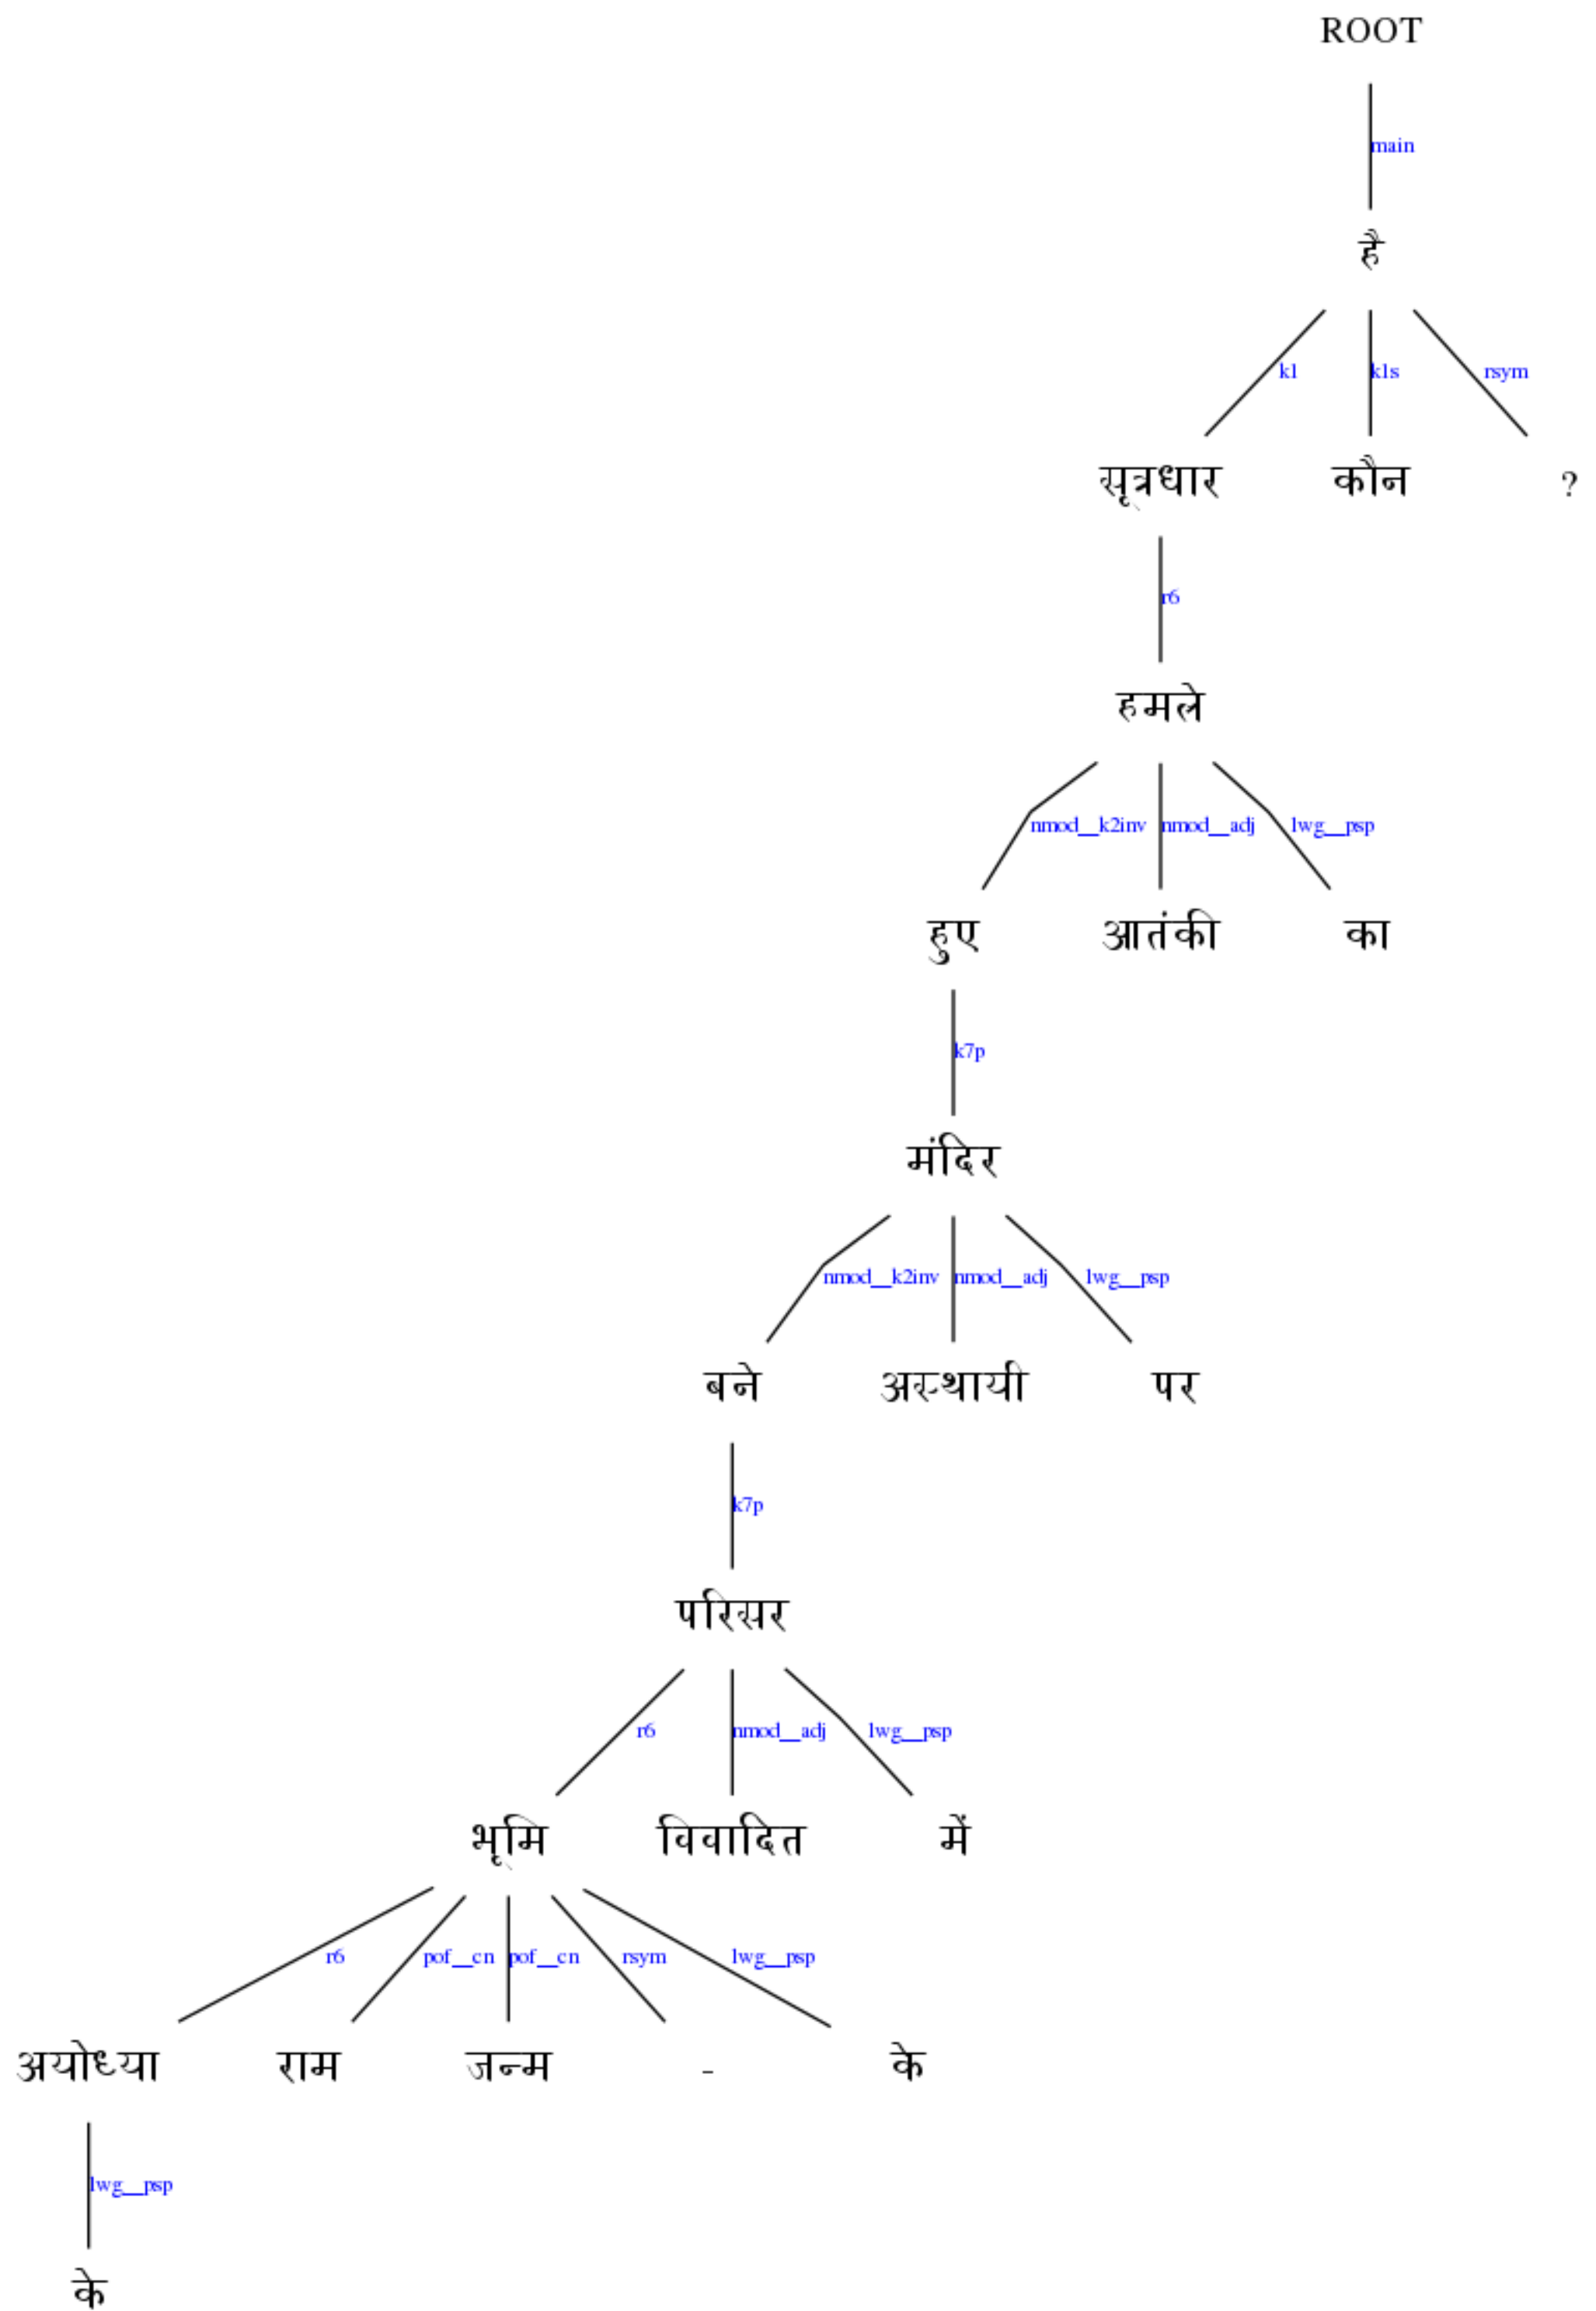 ROOT
main
है
k1 k1s rsym
सूत्रधार कौन ?
r6
हमले
nmod__k2inv nmod__adj lwg__psp
हुए आतंकी का
k7p
मंदिर
nmod__k2inv nmod__adj lwg__psp
बने अस्थायी पर
k7p
परिसर
r6 nmod__adj lwg__psp
भूमि विवादित में
r6 pof__cn pof__cn rsym lwg__psp
अयोध्या राम जन्म - के
lwg__psp
के